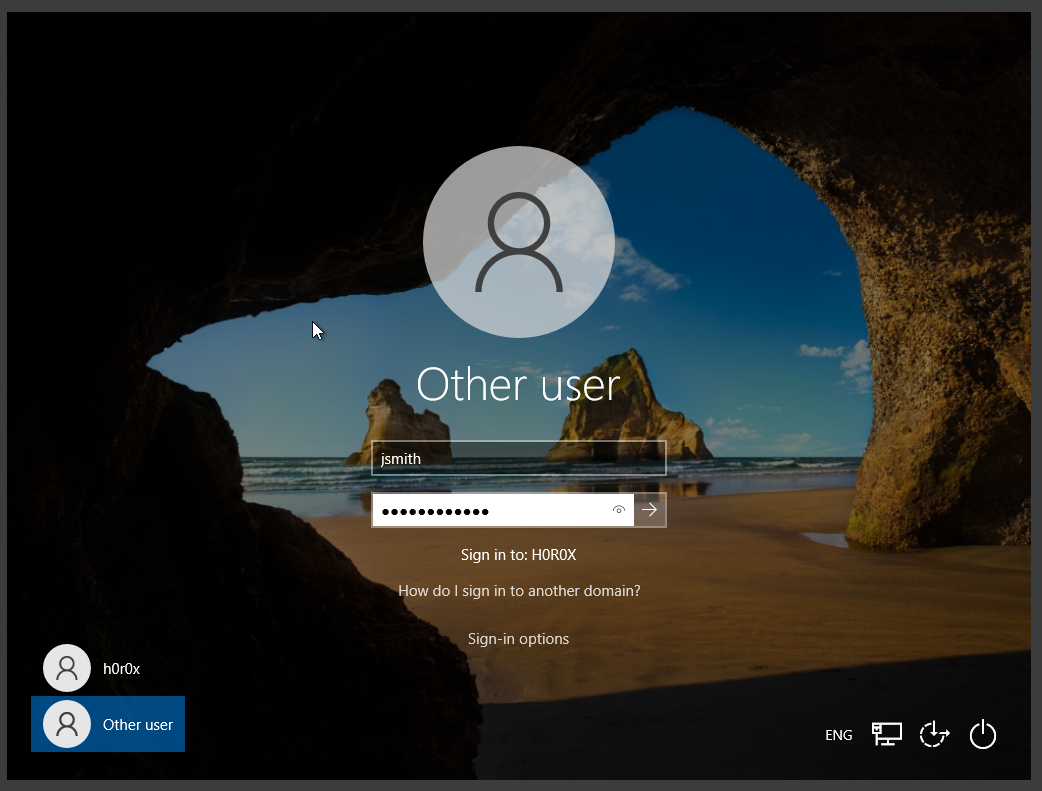 Other user
jsmith
●●●●●●●●●●●●
Sign in to: H0R0X
How do I sign in to another domain?
Sign-in options
h0r0x
Other user
ENG